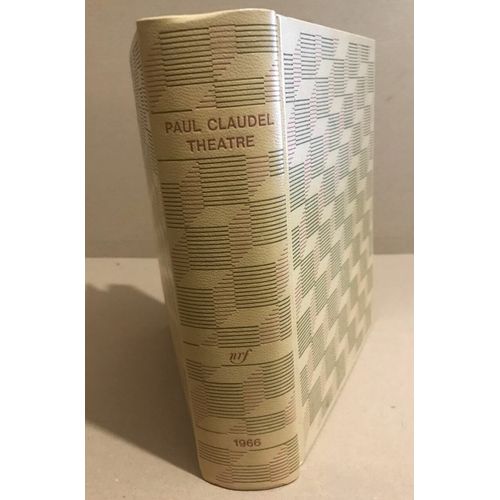 PAUL CLAUDEL
THEATRE
nrf
1966